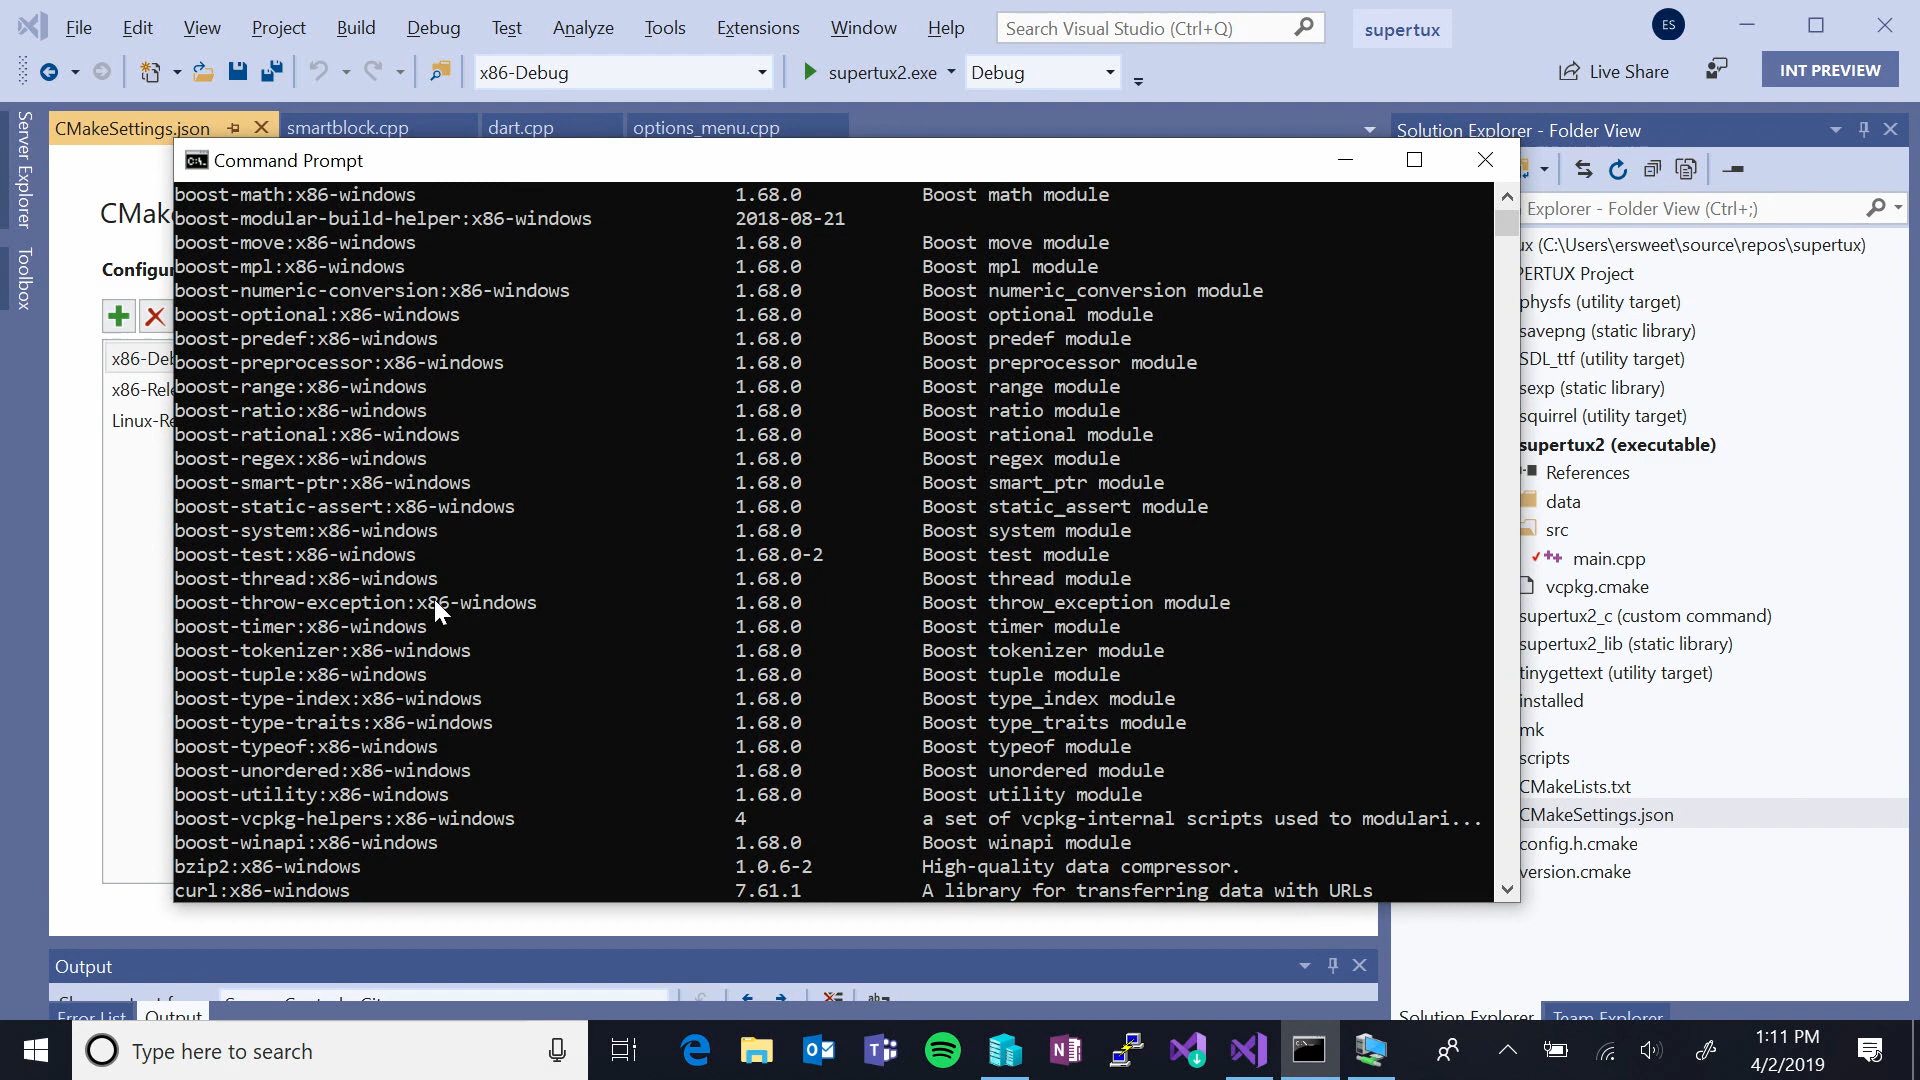 File Edit View Project Build Debug Test Analyze Tools Extensions Window Help Search Visual Studio (Ctrl+Q) supertux ES
x86-Debug supertux2.exe Debug Live Share INT PREVIEW
Server Explorer
Toolbox
CMakeSettings.json smartblock.cpp dart.cpp options_menu.cpp
CMak
Configu
x86-De
x86-Rel
Linux-Re
Command Prompt
boost-math:x86-windows 1.68.0 Boost math module
boost-modular-build-helper:x86-windows 2018-08-21
boost-move:x86-windows 1.68.0 Boost move module
boost-mpl:x86-windows 1.68.0 Boost mpl module
boost-numeric-conversion:x86-windows 1.68.0 Boost numeric_conversion module
boost-optional:x86-windows 1.68.0 Boost optional module
boost-predef:x86-windows 1.68.0 Boost predef module
boost-preprocessor:x86-windows 1.68.0 Boost preprocessor module
boost-range:x86-windows 1.68.0 Boost range module
boost-ratio:x86-windows 1.68.0 Boost ratio module
boost-rational:x86-windows 1.68.0 Boost rational module
boost-regex:x86-windows 1.68.0 Boost regex module
boost-smart-ptr:x86-windows 1.68.0 Boost smart_ptr module
boost-static-assert:x86-windows 1.68.0 Boost static_assert module
boost-system:x86-windows 1.68.0 Boost system module
boost-test:x86-windows 1.68.0-2 Boost test module
boost-thread:x86-windows 1.68.0 Boost thread module
boost-throw-exception:x86-windows 1.68.0 Boost throw_exception module
boost-timer:x86-windows 1.68.0 Boost timer module
boost-tokenizer:x86-windows 1.68.0 Boost tokenizer module
boost-tuple:x86-windows 1.68.0 Boost tuple module
boost-type-index:x86-windows 1.68.0 Boost type_index module
boost-type-traits:x86-windows 1.68.0 Boost type_traits module
boost-typeof:x86-windows 1.68.0 Boost typeof module
boost-unordered:x86-windows 1.68.0 Boost unordered module
boost-utility:x86-windows 1.68.0 Boost utility module
boost-vcpkg-helpers:x86-windows 4 a set of vcpkg-internal scripts used to modulari...
boost-winapi:x86-windows 1.68.0 Boost winapi module
bzip2:x86-windows 1.0.6-2 High-quality data compressor.
curl:x86-windows 7.61.1 A library for transferring data with URLs
Solution Explorer - Folder View
Explorer - Folder View (Ctrl+;)
ux (C:\Users\ersweet\source\repos\supertux)
PERTUX Project
physfs (utility target)
savepng (static library)
SDL_ttf (utility target)
sexp (static library)
squirrel (utility target)
supertux2 (executable)
References
data
src
main.cpp
vcpkg.cmake
supertux2_c (custom command)
supertux2_lib (static library)
tinygettext (utility target)
installed
mk
scripts
CMakeLists.txt
CMakeSettings.json
config.h.cmake
version.cmake
Output
Error List Output
Solution Explorer Team Explorer
Type here to search
1:11 PM
4/2/2019